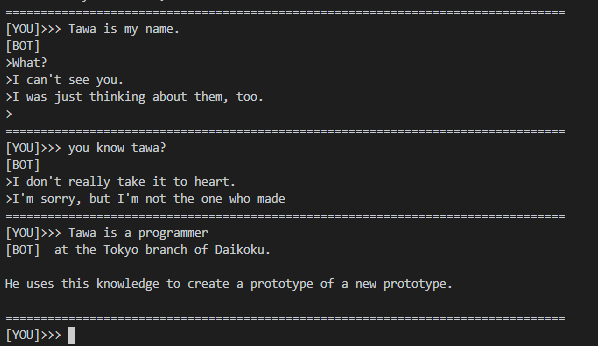 ================================================================================
[YOU]>>> Tawa is my name.
[BOT]
>What?
>I can't see you.
>I was just thinking about them, too.
>
================================================================================
[YOU]>>> you know tawa?
[BOT]
>I don't really take it to heart.
>I'm sorry, but I'm not the one who made
================================================================================
[YOU]>>> Tawa is a programmer
[BOT]  at the Tokyo branch of Daikoku.
He uses this knowledge to create a prototype of a new prototype.
================================================================================
[YOU]>>>